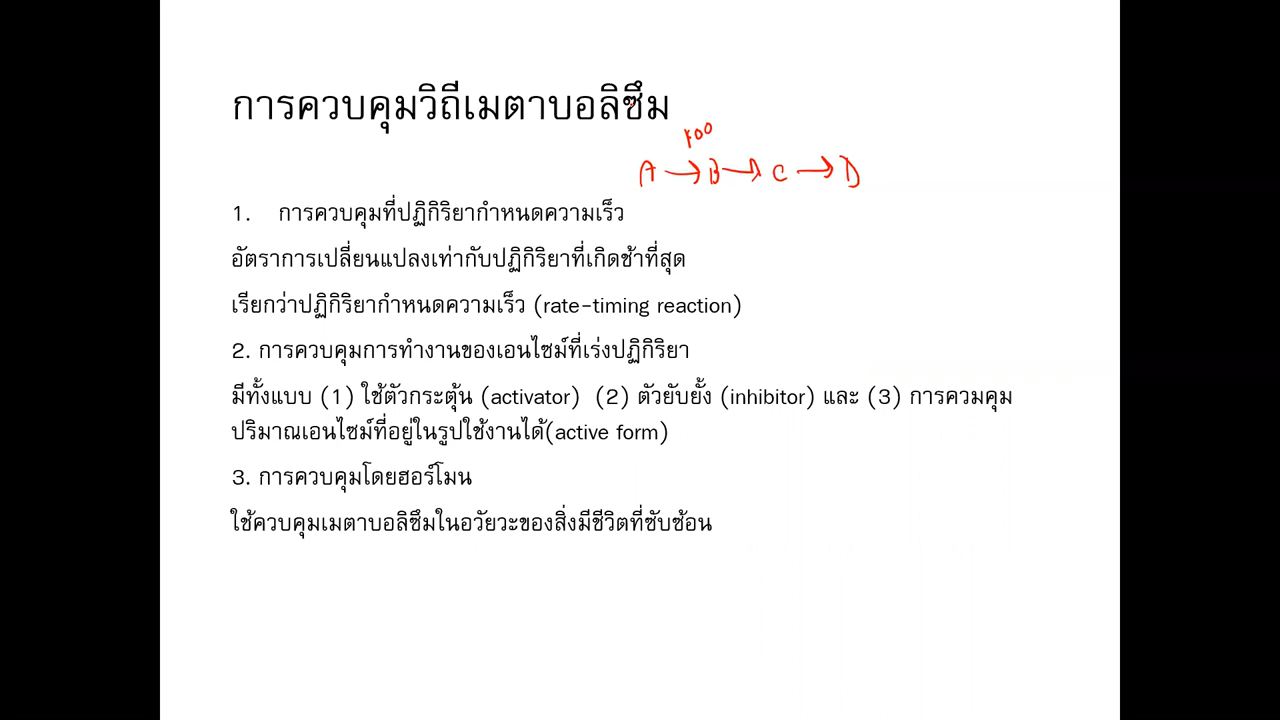 การควบคุมวิถีเมตาบอลิซึม
100
A → B → C → D
1. การควบคุมที่ปฏิกิริยากำหนดความเร็ว
อัตราการเปลี่ยนแปลงเท่ากับปฏิกิริยาที่เกิดช้าที่สุด
เรียกว่าปฏิกิริยากำหนดความเร็ว (rate-timing reaction)
2. การควบคุมการทำงานของเอนไซม์ที่เร่งปฏิกิริยา
มีทั้งแบบ (1) ใช้ตัวกระตุ้น (activator) (2) ตัวยับยั้ง (inhibitor) และ (3) การควมคุม
ปริมาณเอนไซม์ที่อยู่ในรูปใช้งานได้(active form)
3. การควบคุมโดยฮอร์โมน
ใช้ควบคุมเมตาบอลิซึมในอวัยวะของสิ่งมีชีวิตที่ซับซ้อน